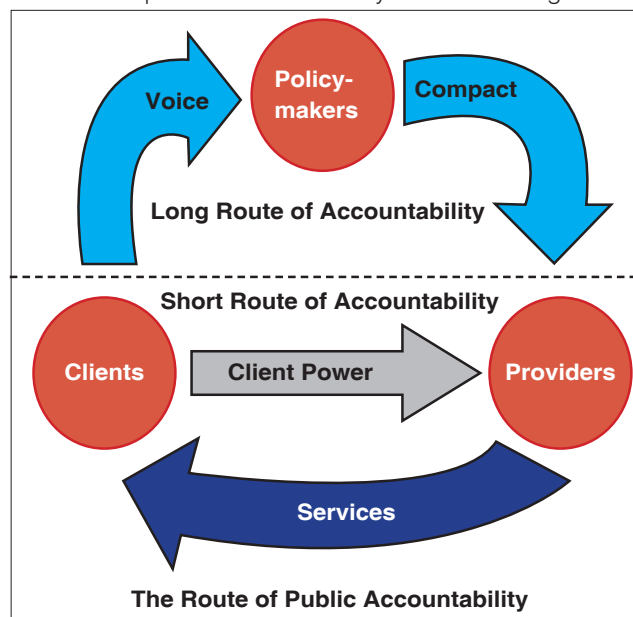 Policy-
makers
Voice
Compact
Long Route of Accountability
Short Route of Accountability
Clients
Client Power
Providers
Services
The Route of Public Accountability